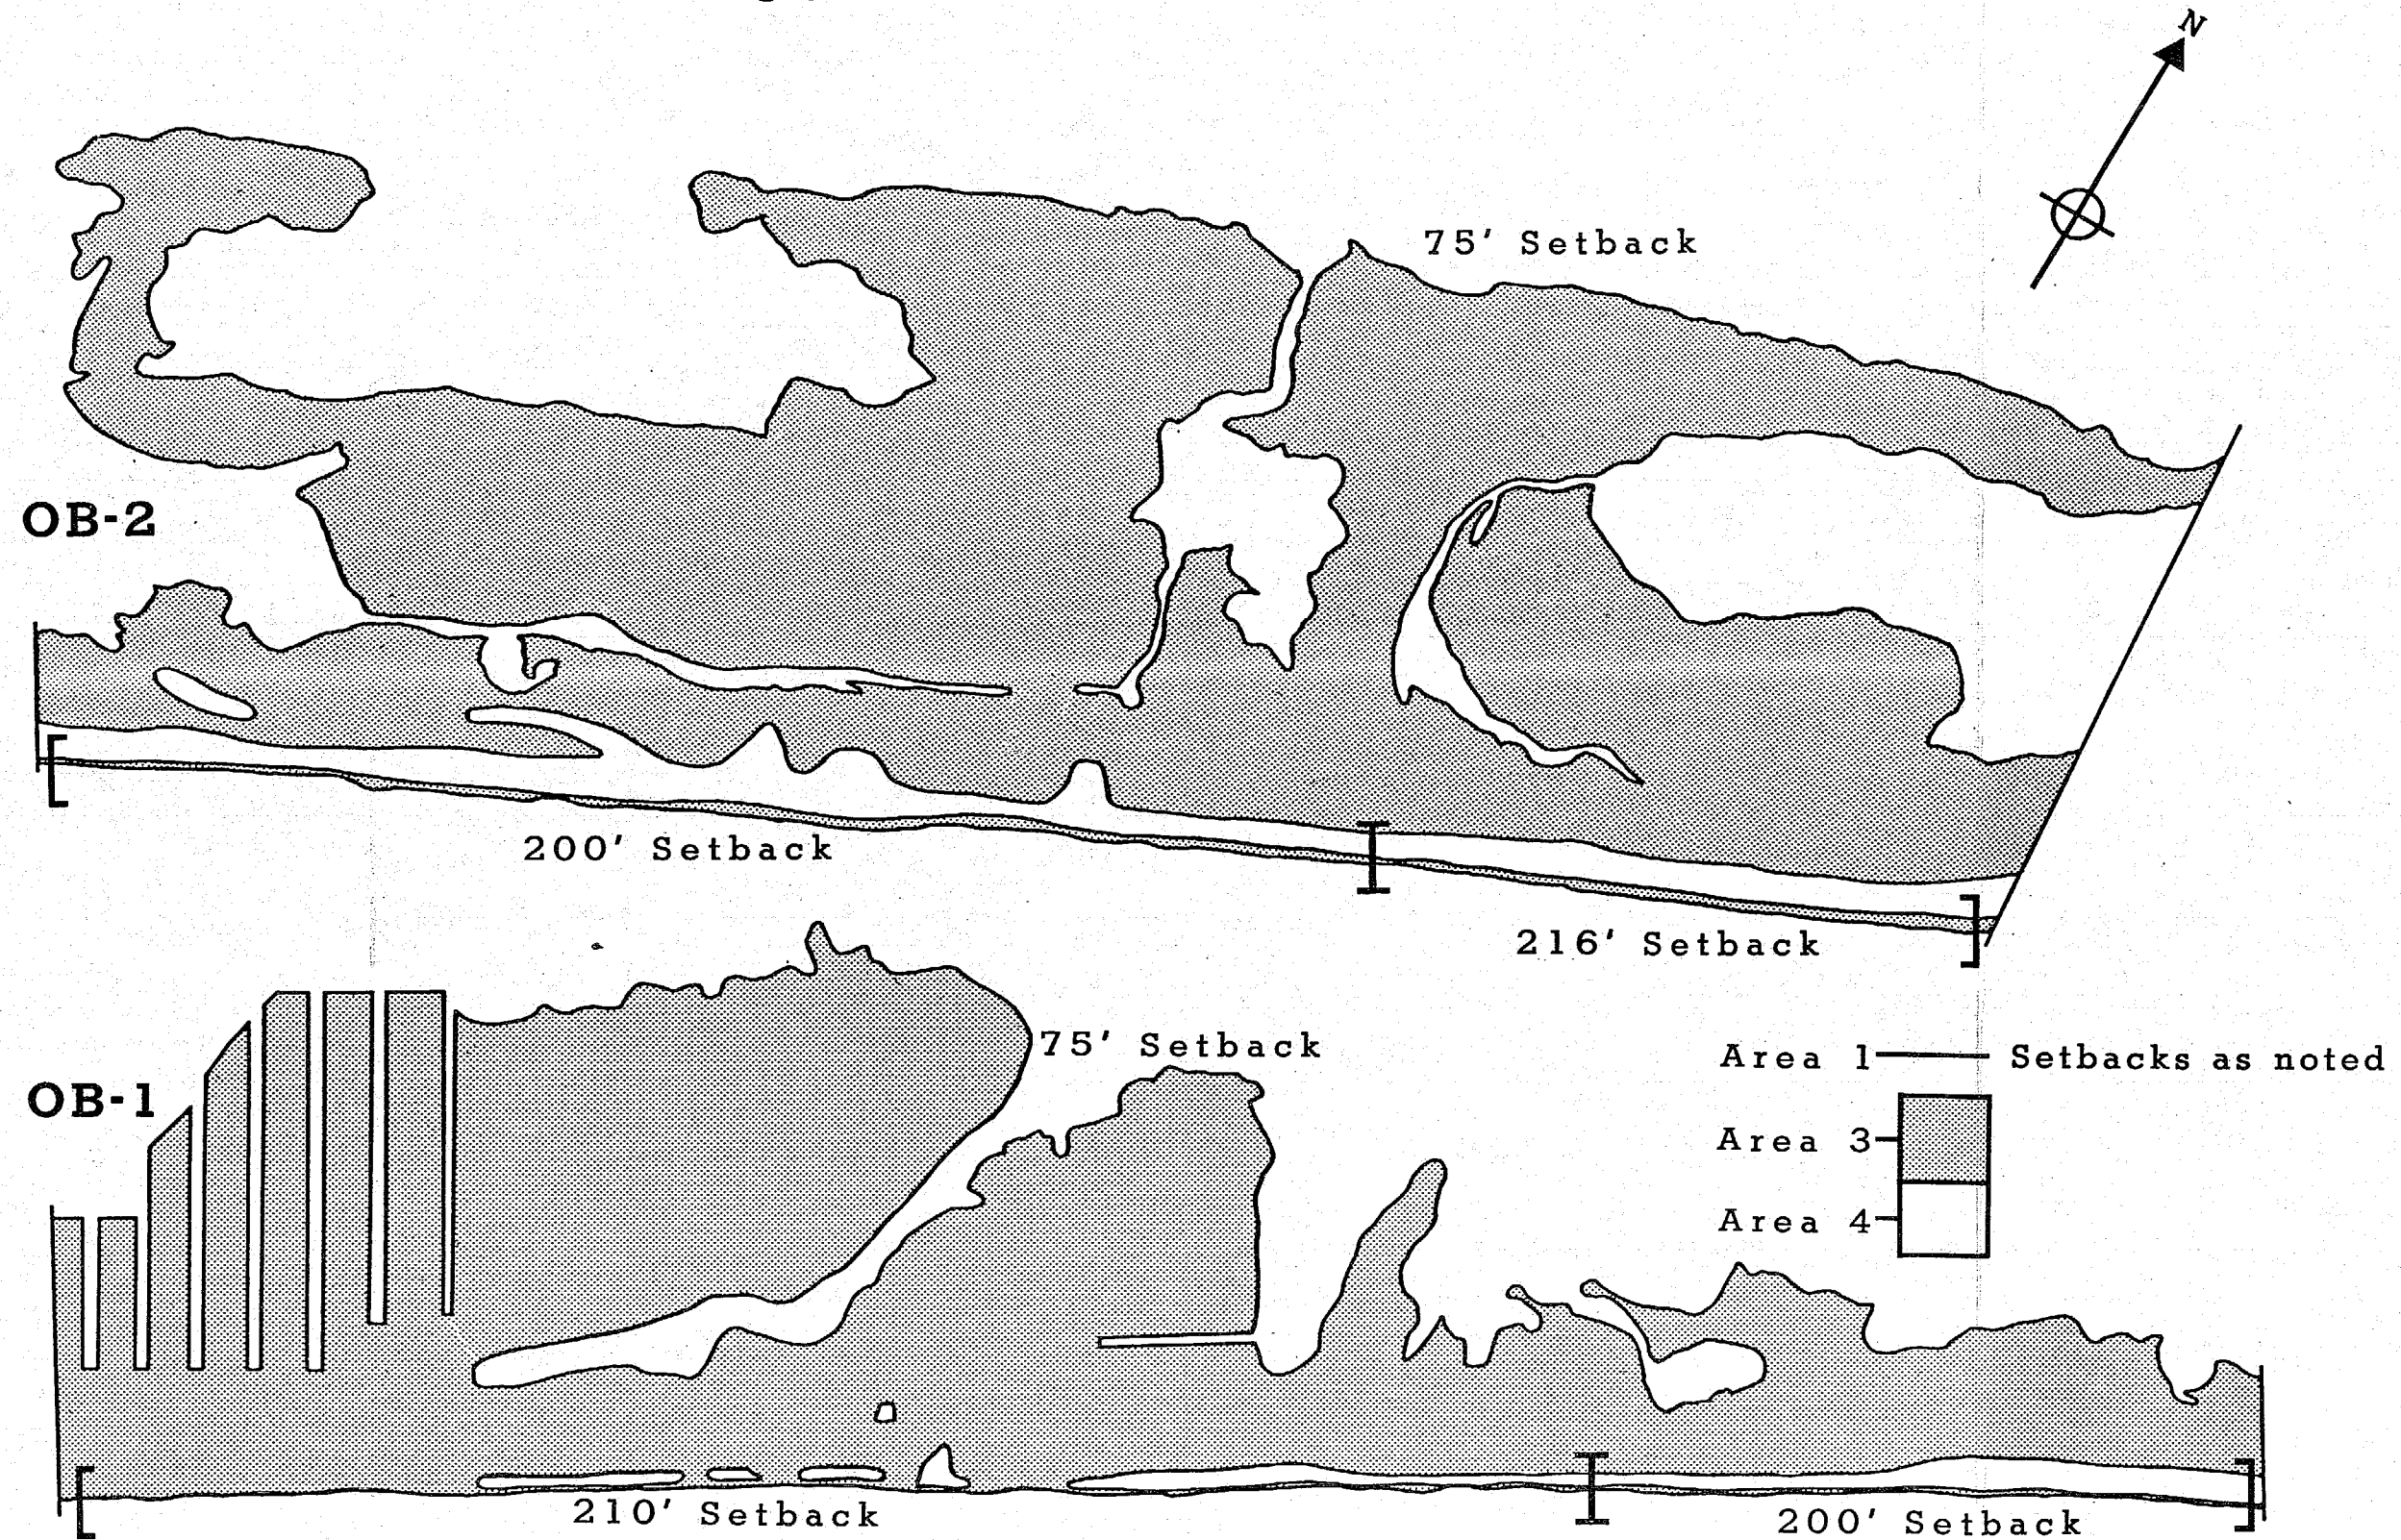 N
75' Setback
OB-2
200' Setback
216' Setback
75' Setback
Area 1 Setbacks as noted
OB-1
Area 3
Area 4
210' Setback
200' Setback